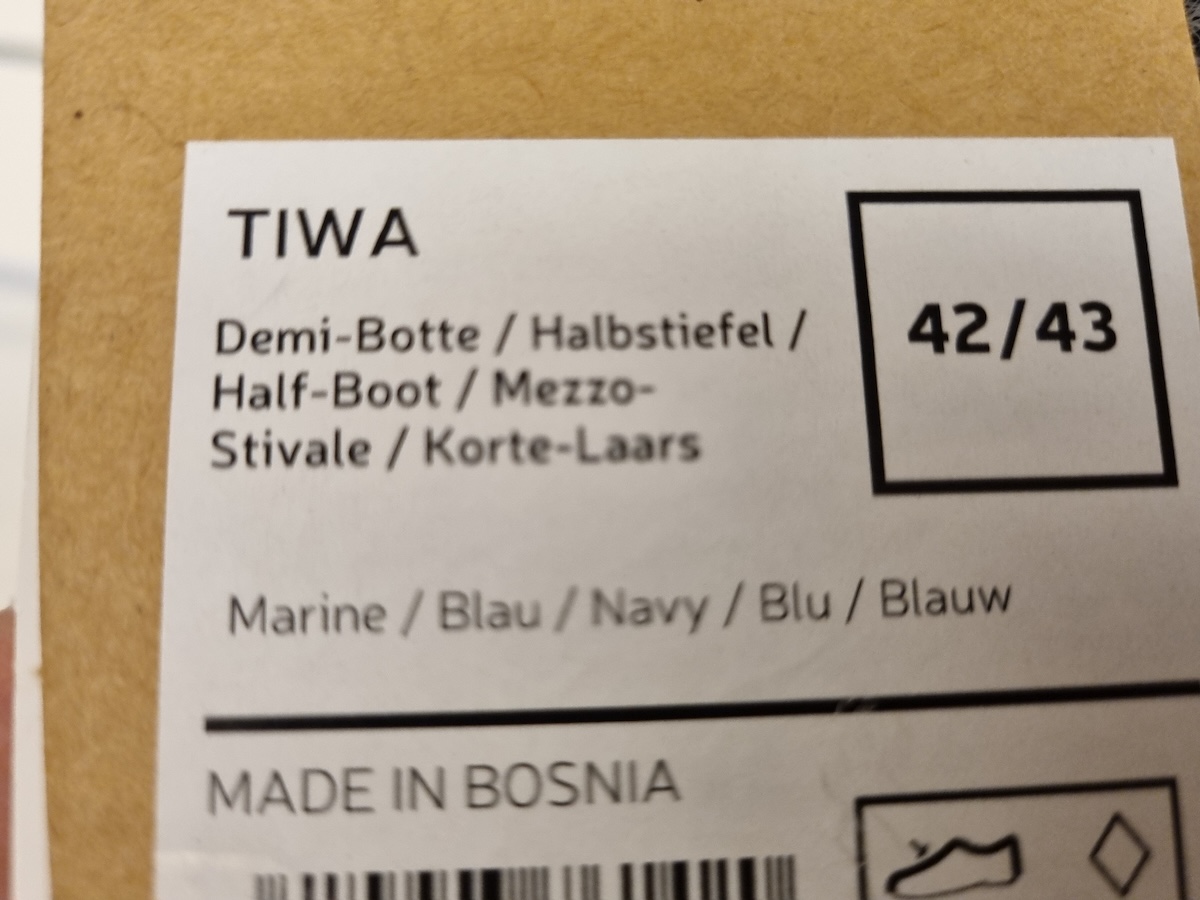 TIWA
42/43
Demi-Botte / Halbstiefel /
Half-Boot / Mezzo-
Stivale / Korte-Laars
Marine / Blau / Navy / Blu / Blauw
MADE IN BOSNIA